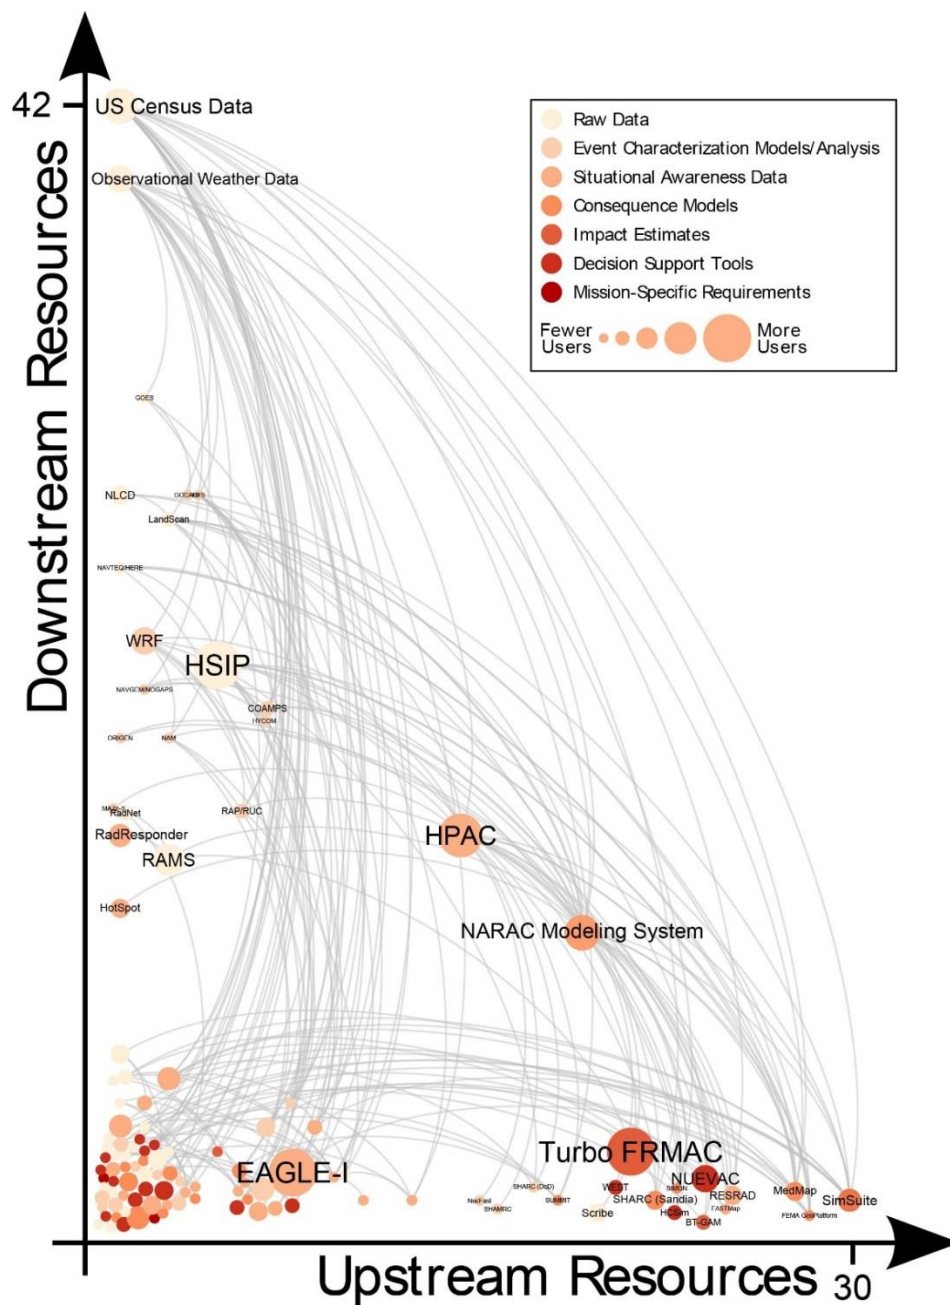 42
US Census Data
Observational Weather Data
Raw Data
Event Characterization Models/Analysis
Situational Awareness Data
Consequence Models
Impact Estimates
Decision Support Tools
Mission-Specific Requirements
Fewer
Users
More
Users
Downstream Resources
GOES
NLCD
LandScan
NAVTEQ/HERE
WRF
HSIP
NAVGEM/NOGAPS
COAMPS
HYCOM
ORIGEN
NAM
RadNet
RAP/RUC
RadResponder
HPAC
RAMS
HotSpot
NARAC Modeling System
Turbo FRMAC
EAGLE-I
NUEVAC
SHARC (DoD)
WEST
SIMON
NucFast
SUMMIT
SHARC (Sandia)
RESRAD
MedMap
SimSuite
SHAMRC
Scribe
HCSim
FASTMap
FEMA GeoPlatform
BT-GAM
Upstream Resources
30